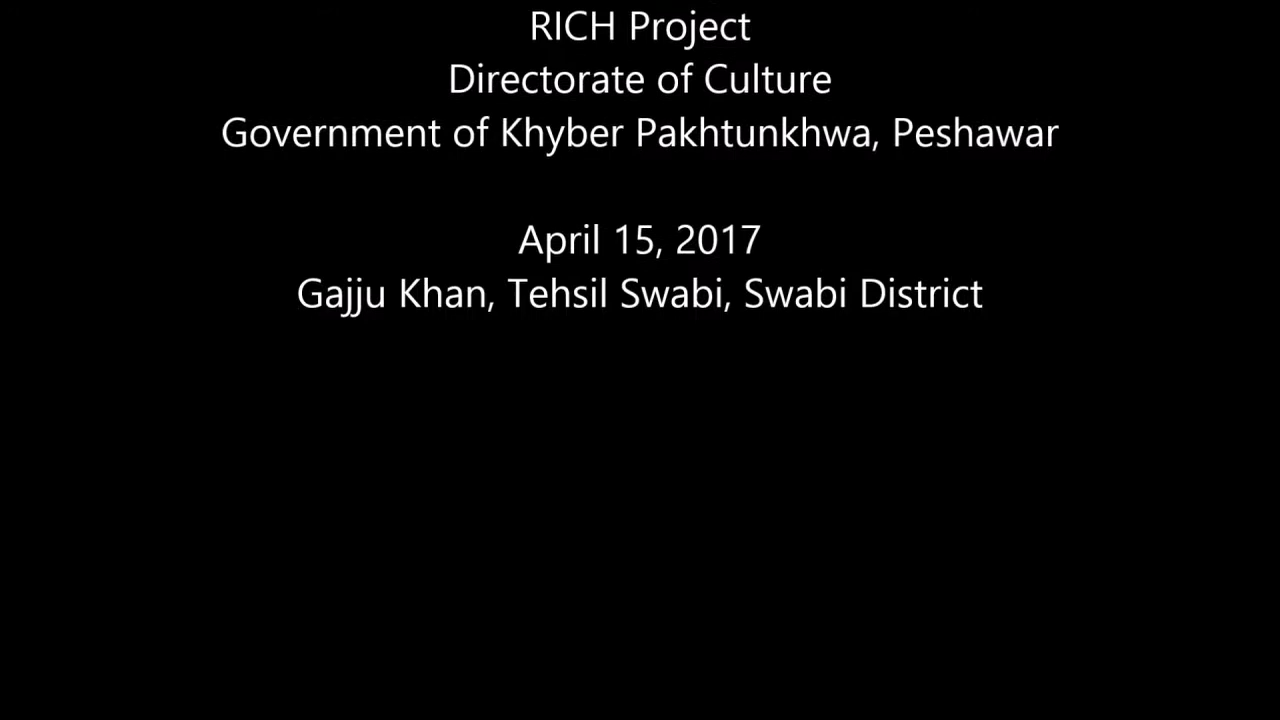 RICH Project
Directorate of Culture
Government of Khyber Pakhtunkhwa, Peshawar
April 15, 2017
Gajju Khan, Tehsil Swabi, Swabi District